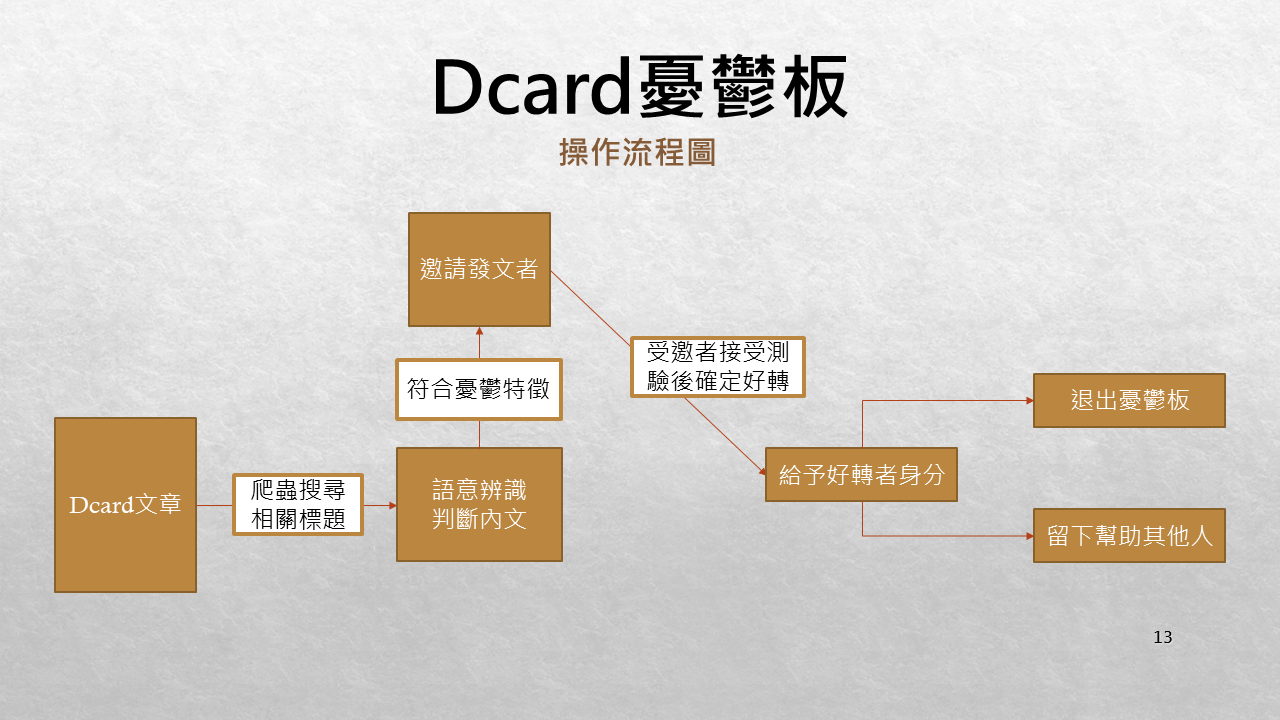 Dcard憂鬱板
操作流程圖
邀請發文者
受邀者接受測
驗後確定好轉
符合憂鬱特徵
退出憂鬱板
Dcard文章
爬蟲搜尋
相關標題
語意辨識
判斷內文
給予好轉者身分
留下幫助其他人
13